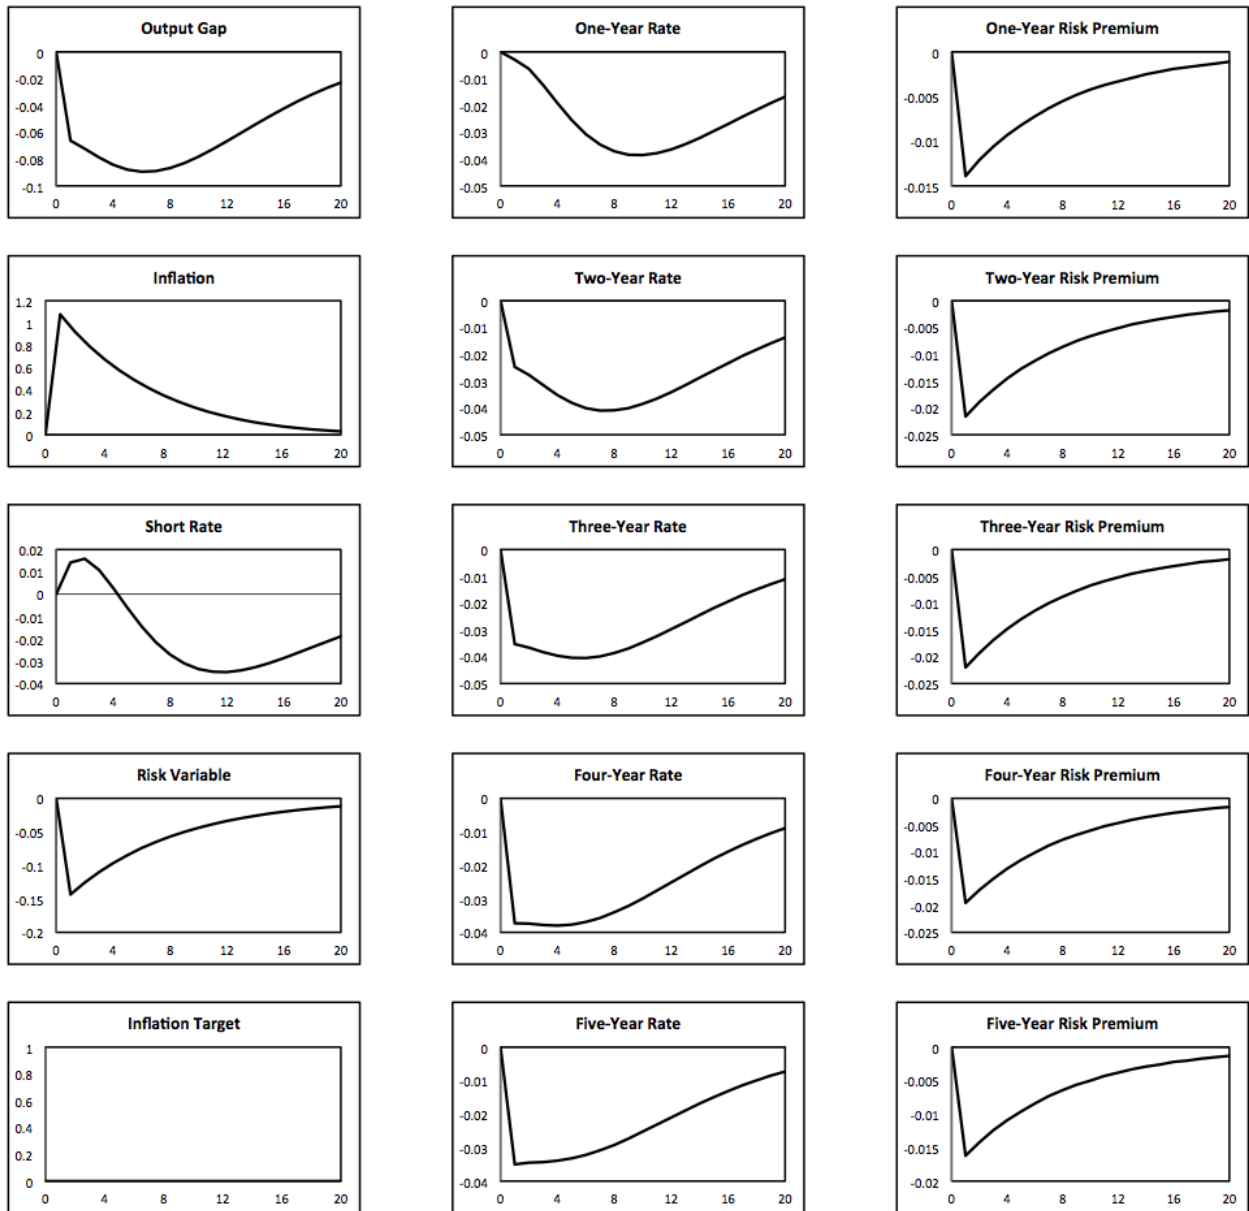 Output Gap
0
-0.02
-0.04
-0.06
-0.08
-0.1
0 4 8 12 16 20
One-Year Rate
0
-0.01
-0.02
-0.03
-0.04
-0.05
0 4 8 12 16 20
One-Year Risk Premium
0
-0.005
-0.01
-0.015
0 4 8 12 16 20
Inflation
1.2
1
0.8
0.6
0.4
0.2
0
0 4 8 12 16 20
Two-Year Rate
0
-0.01
-0.02
-0.03
-0.04
-0.05
0 4 8 12 16 20
Two-Year Risk Premium
0
-0.005
-0.01
-0.015
-0.02
-0.025
0 4 8 12 16 20
Short Rate
0.02
0.01
0
-0.01
-0.02
-0.03
-0.04
0 4 8 12 16 20
Three-Year Rate
0
-0.01
-0.02
-0.03
-0.04
-0.05
0 4 8 12 16 20
Three-Year Risk Premium
0
-0.005
-0.01
-0.015
-0.02
-0.025
0 4 8 12 16 20
Risk Variable
0
-0.05
-0.1
-0.15
-0.2
0 4 8 12 16 20
Four-Year Rate
0
-0.01
-0.02
-0.03
-0.04
0 4 8 12 16 20
Four-Year Risk Premium
0
-0.005
-0.01
-0.015
-0.02
-0.025
0 4 8 12 16 20
Inflation Target
1
0.8
0.6
0.4
0.2
0
0 4 8 12 16 20
Five-Year Rate
0
-0.01
-0.02
-0.03
-0.04
0 4 8 12 16 20
Five-Year Risk Premium
0
-0.005
-0.01
-0.015
-0.02
0 4 8 12 16 20